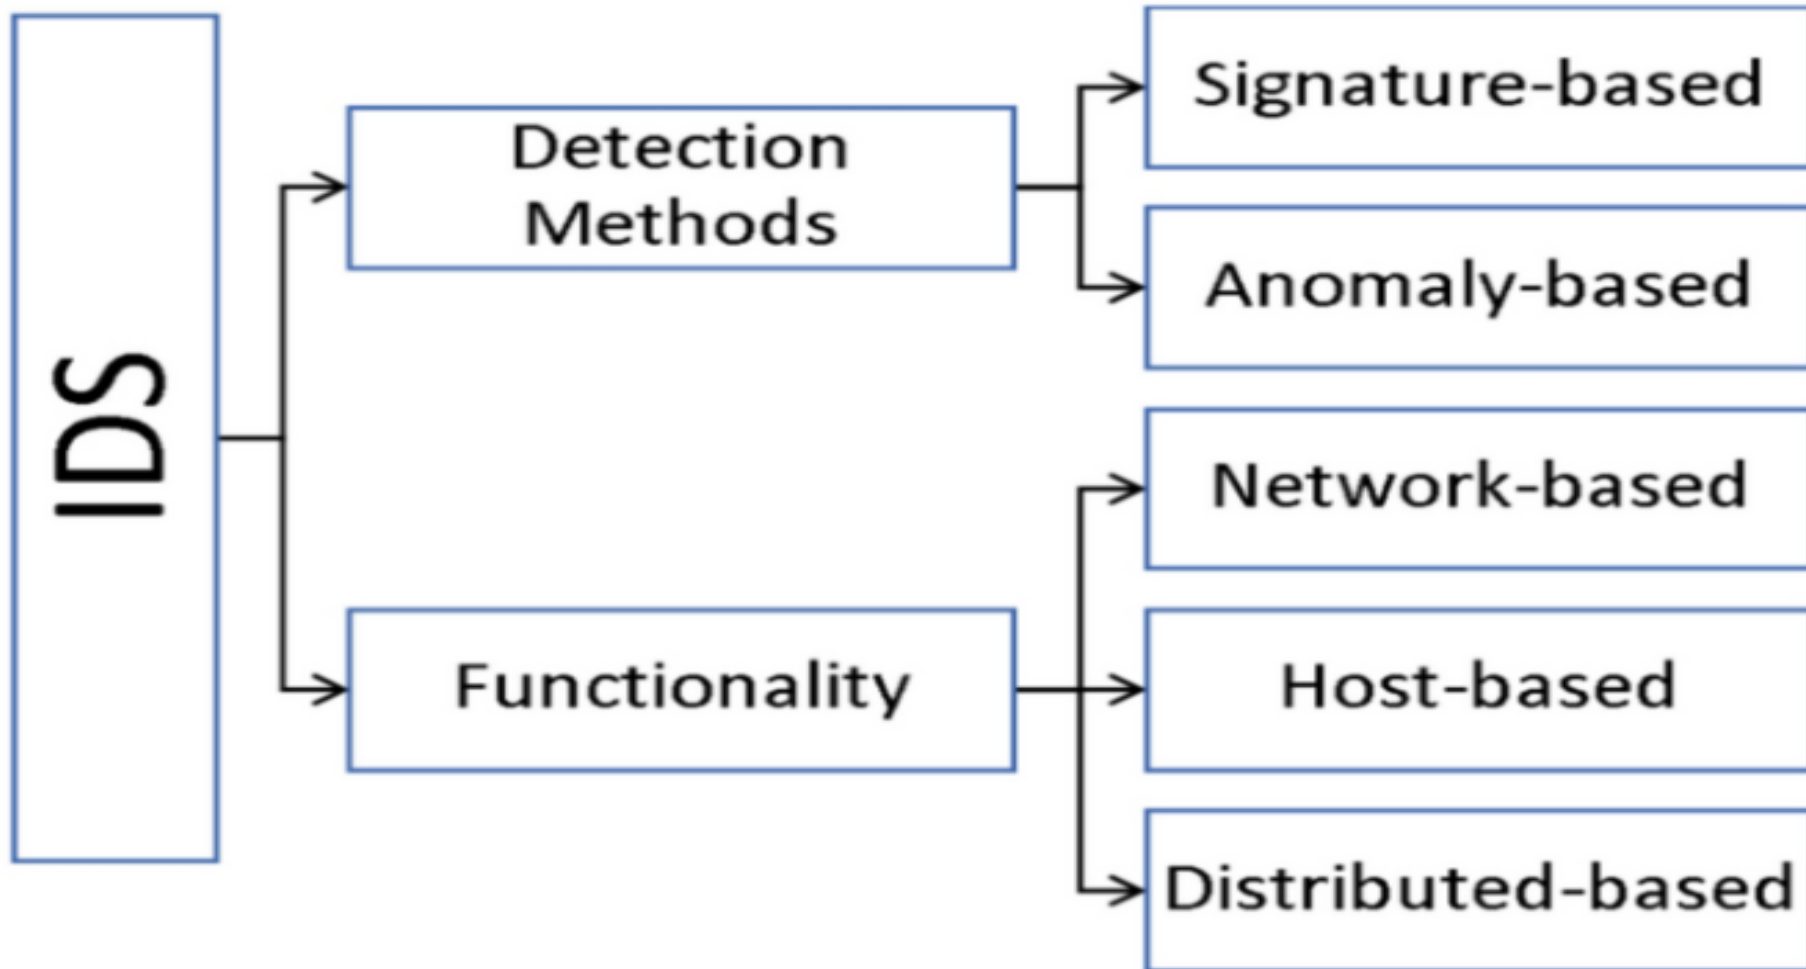 IDS
Detection
Methods
Signature-based
Anomaly-based
Functionality
Network-based
Host-based
Distributed-based